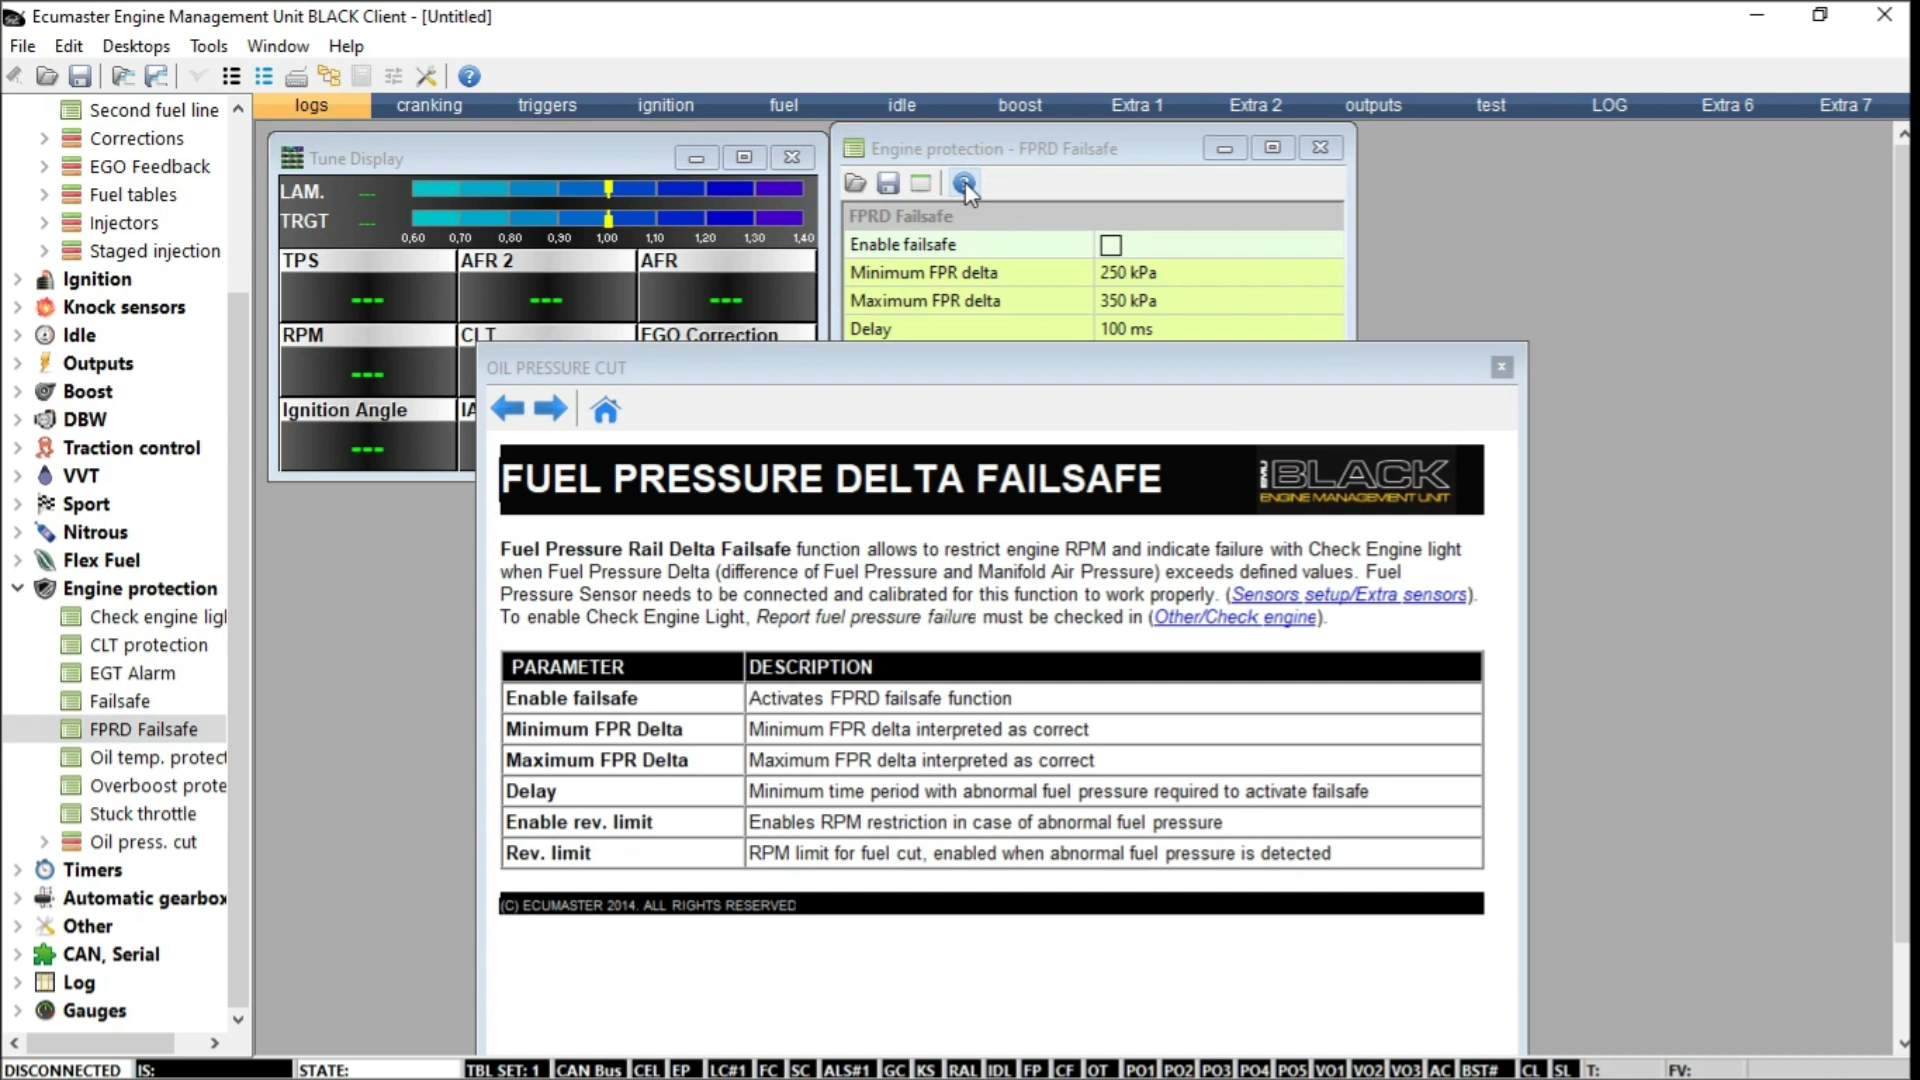 Ecumaster Engine Management Unit BLACK Client - [Untitled]
File Edit Desktops Tools Window Help
logs cranking triggers ignition fuel idle boost Extra 1 Extra 2 outputs test LOG Extra 6 Extra 7
Second fuel line
Corrections
EGO Feedback
Fuel tables
Injectors
Staged injection
Ignition
Knock sensors
Idle
Outputs
Boost
DBW
Traction control
VVT
Sport
Nitrous
Flex Fuel
Engine protection
Check engine ligl
CLT protection
EGT Alarm
Failsafe
FPRD Failsafe
Oil temp. protect
Overboost prote
Stuck throttle
Oil press. cut
Timers
Automatic gearbox
Other
CAN, Serial
Log
Gauges
Tune Display
LAM. ---
TRGT ---
0,60 0,70 0,80 0,90 1,00 1,10 1,20 1,30 1,40
TPS AFR 2 AFR
--- --- ---
RPM CLT EGO Correction
---
Ignition Angle IA
---
Engine protection - FPRD Failsafe
FPRD Failsafe
Enable failsafe
Minimum FPR delta 250 kPa
Maximum FPR delta 350 kPa
Delay 100 ms
OIL PRESSURE CUT
FUEL PRESSURE DELTA FAILSAFE
EMU BLACK
ENGINE MANAGEMENT UNIT
Fuel Pressure Rail Delta Failsafe function allows to restrict engine RPM and indicate failure with Check Engine light
when Fuel Pressure Delta (difference of Fuel Pressure and Manifold Air Pressure) exceeds defined values. Fuel
Pressure Sensor needs to be connected and calibrated for this function to work properly. (Sensors setup/Extra sensors).
To enable Check Engine Light, Report fuel pressure failure must be checked in (Other/Check engine).
PARAMETER DESCRIPTION
Enable failsafe Activates FPRD failsafe function
Minimum FPR Delta Minimum FPR delta interpreted as correct
Maximum FPR Delta Maximum FPR delta interpreted as correct
Delay Minimum time period with abnormal fuel pressure required to activate failsafe
Enable rev. limit Enables RPM restriction in case of abnormal fuel pressure
Rev. limit RPM limit for fuel cut, enabled when abnormal fuel pressure is detected
(C) ECUMASTER 2014. ALL RIGHTS RESERVED
DISCONNECTED IS: STATE: TBL SET: 1 CAN Bus CEL EP LC#1 FC SC ALS#1 GC KS RAL IDL FP CF OT PO1 PO2 PO3 PO4 PO5 VO1 VO2 VO3 AC BST# CL SL T: FV: